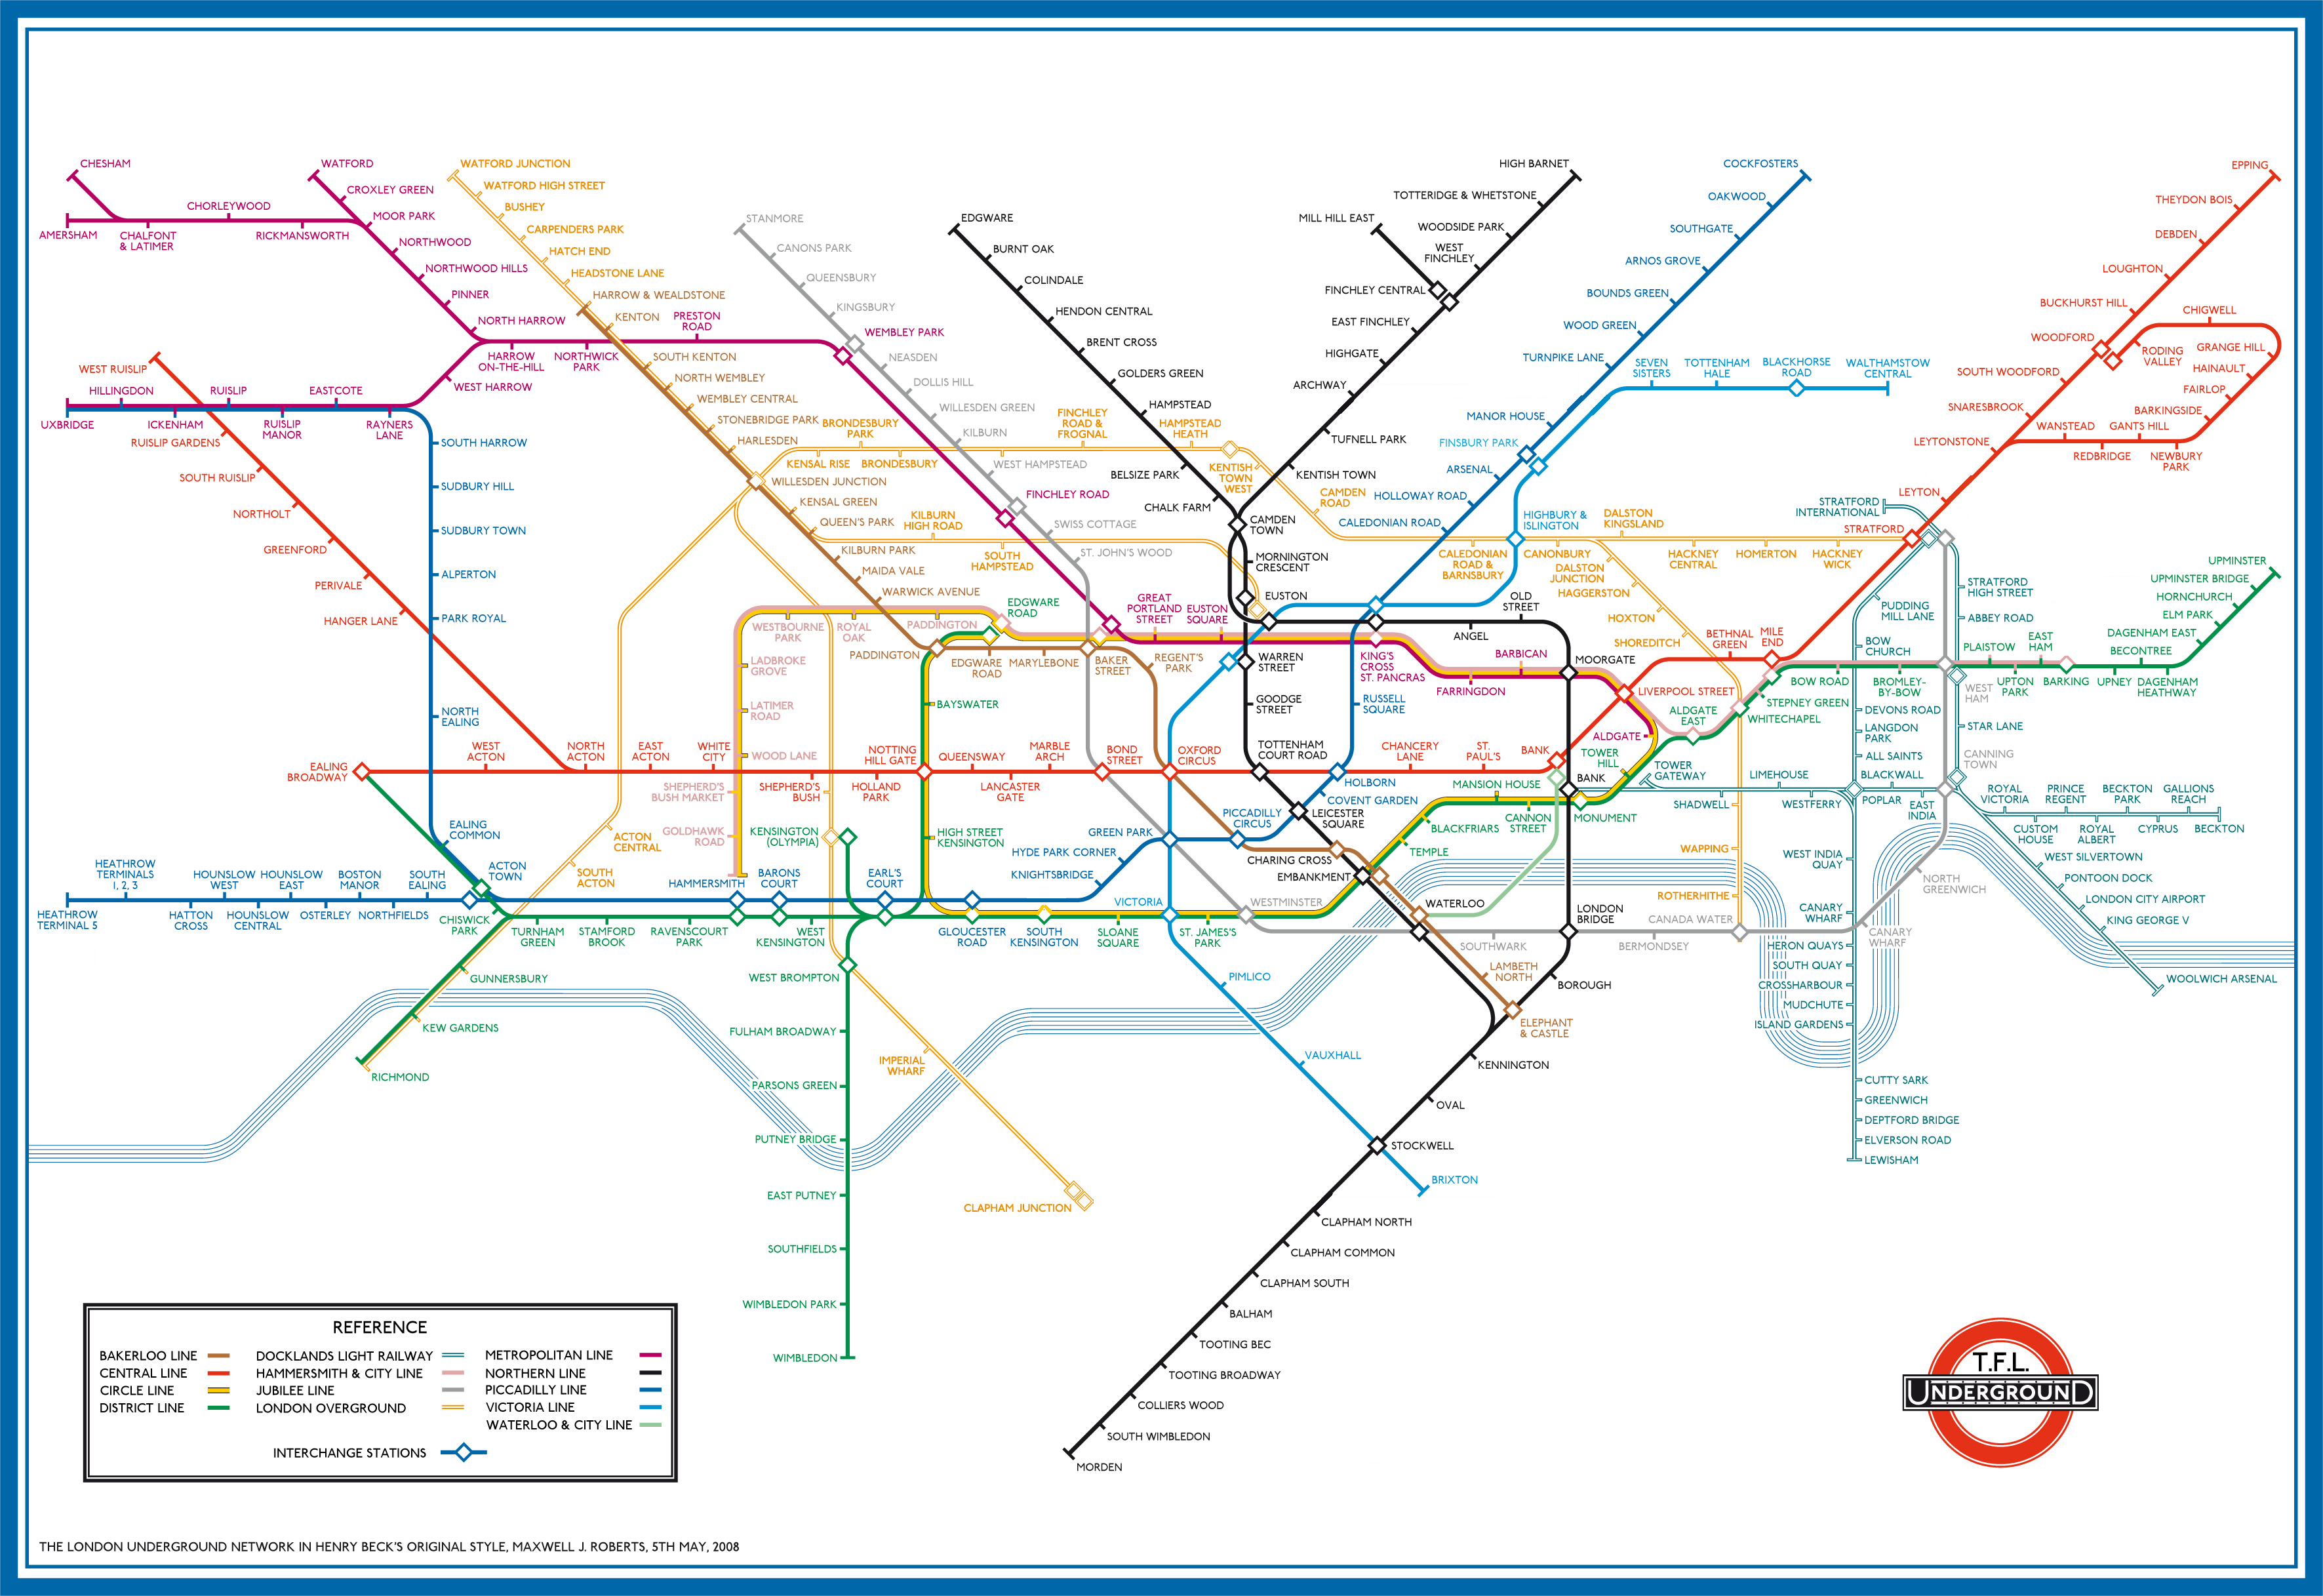 CHESHAM
WATFORD
WATFORD JUNCTION
HIGH BARNET
COCKFOSTERS
EPPING
CROXLEY GREEN
WATFORD HIGH STREET
TOTTERIDGE & WHETSTONE
OAKWOOD
THEYDON BOIS
CHORLEYWOOD
MOOR PARK
BUSHEY
STANMORE
EDGWARE
MILL HILL EAST
WOODSIDE PARK
SOUTHGATE
DEBDEN
AMERSHAM
CHALFONT
& LATIMER
RICKMANSWORTH
NORTHWOOD
CARPENDERS PARK
HATCH END
CANONS PARK
BURNT OAK
WEST
FINCHLEY
ARNOS GROVE
LOUGHTON
NORTHWOOD HILLS
HEADSTONE LANE
QUEENSBURY
COLINDALE
FINCHLEY CENTRAL
BOUNDS GREEN
BUCKHURST HILL
PINNER
HARROW & WEALDSTONE
KINGSBURY
HENDON CENTRAL
EAST FINCHLEY
WOOD GREEN
CHIGWELL
NORTH HARROW
KENTON
PRESTON
ROAD
WEMBLEY PARK
BRENT CROSS
HIGHGATE
TURNPIKE LANE
WOODFORD
RODING
VALLEY
GRANGE HILL
WEST RUISLIP
HARROW
ON-THE-HILL
NORTHWICK
PARK
SOUTH KENTON
NEASDEN
GOLDERS GREEN
ARCHWAY
SEVEN
SISTERS
TOTTENHAM
HALE
BLACKHORSE
ROAD
WALTHAMSTOW
CENTRAL
SOUTH WOODFORD
HAINAULT
HILLINGDON
RUISLIP
EASTCOTE
WEST HARROW
NORTH WEMBLEY
DOLLIS HILL
HAMPSTEAD
MANOR HOUSE
FAIRLOP
UXBRIDGE
ICKENHAM
RUISLIP
MANOR
RAYNERS
LANE
WEMBLEY CENTRAL
WILLESDEN GREEN
SNARESBROOK
BARKINGSIDE
RUISLIP GARDENS
SOUTH HARROW
STONEBRIDGE PARK
BRONDESBURY
PARK
KILBURN
FINCHLEY
ROAD &
FROGNAL
HAMPSTEAD
HEATH
TUFNELL PARK
FINSBURY PARK
LEYTONSTONE
WANSTEAD
GANTS HILL
REDBRIDGE
NEWBURY
PARK
HARLESDEN
KENSAL RISE
BRONDESBURY
WEST HAMPSTEAD
BELSIZE PARK
KENTISH
TOWN
WEST
KENTISH TOWN
ARSENAL
SOUTH RUISLIP
SUDBURY HILL
WILLESDEN JUNCTION
FINCHLEY ROAD
CHALK FARM
CAMDEN
ROAD
HOLLOWAY ROAD
LEYTON
STRATFORD
INTERNATIONAL
NORTHOLT
KENSAL GREEN
KILBURN
HIGH ROAD
SWISS COTTAGE
CAMDEN
TOWN
CALEDONIAN ROAD
HIGHBURY &
ISLINGTON
DALSTON
KINGSLAND
STRATFORD
SUDBURY TOWN
QUEEN'S PARK
SOUTH
HAMPSTEAD
ST. JOHN'S WOOD
MORNINGTON
CRESCENT
CALEDONIAN
ROAD &
BARNSBURY
CANONBURY
HACKNEY
CENTRAL
HOMERTON
HACKNEY
WICK
GREENFORD
KILBURN PARK
DALSTON
JUNCTION
UPMINSTER
PERIVALE
ALPERTON
MAIDA VALE
HAGGERSTON
UPMINSTER BRIDGE
STRATFORD
HIGH STREET
HORNCHURCH
HANGER LANE
PARK ROYAL
WARWICK AVENUE
EDGWARE
ROAD
GREAT
PORTLAND
STREET
EUSTON
SQUARE
EUSTON
OLD
STREET
HOXTON
PUDDING
MILL LANE
ABBEY ROAD
ELM PARK
WESTBOURNE
PARK
ROYAL
OAK
PADDINGTON
ANGEL
SHOREDITCH
BETHNAL
GREEN
MILE
END
BOW
CHURCH
PLAISTOW
EAST
HAM
DAGENHAM EAST
BECONTREE
LADBROKE
GROVE
PADDINGTON
EDGWARE
ROAD
MARYLEBONE
BAKER
STREET
REGENT'S
PARK
WARREN
STREET
KING'S
CROSS
ST. PANCRAS
BARBICAN
MOORGATE
BOW ROAD
BROMLEY-
BY-BOW
WEST
HAM
UPTON
PARK
BARKING
UPNEY
DAGENHAM
HEATHWAY
FARRINGDON
LIVERPOOL STREET
STEPNEY GREEN
LATIMER
ROAD
BAYSWATER
GOODGE
STREET
RUSSELL
SQUARE
ALDGATE
EAST
WHITECHAPEL
DEVONS ROAD
NORTH
EALING
LANGDON
PARK
STAR LANE
WEST
ACTON
NORTH
ACTON
EAST
ACTON
WHITE
CITY
WOOD LANE
NOTTING
HILL GATE
QUEENSWAY
MARBLE
ARCH
BOND
STREET
OXFORD
CIRCUS
TOTTENHAM
COURT ROAD
CHANCERY
LANE
ST.
PAUL'S
BANK
ALDGATE
TOWER
HILL
ALL SAINTS
CANNING
TOWN
EALING
BROADWAY
SHEPHERD'S
BUSH MARKET
SHEPHERD'S
BUSH
HOLLAND
PARK
LANCASTER
GATE
HOLBORN
MANSION HOUSE
BANK
TOWER
GATEWAY
LIMEHOUSE
BLACKWALL
SHADWELL
WESTFERRY
POPLAR
EAST
INDIA
ROYAL
VICTORIA
PRINCE
REGENT
BECKTON
PARK
GALLIONS
REACH
COVENT GARDEN
PICCADILLY
CIRCUS
LEICESTER
SQUARE
BLACKFRIARS
CANNON
STREET
MONUMENT
CUSTOM
HOUSE
ROYAL
ALBERT
CYPRUS
BECKTON
EALING
COMMON
ACTON
CENTRAL
GOLDHAWK
ROAD
KENSINGTON
(OLYMPIA)
HIGH STREET
KENSINGTON
GREEN PARK
HYDE PARK CORNER
CHARING CROSS
TEMPLE
WAPPING
WEST INDIA
QUAY
WEST SILVERTOWN
HEATHROW
TERMINALS
1, 2, 3
HOUNSLOW
WEST
HOUNSLOW
EAST
BOSTON
MANOR
SOUTH
EALING
ACTON
TOWN
SOUTH
ACTON
HAMMERSMITH
BARONS
COURT
EARL'S
COURT
KNIGHTSBRIDGE
EMBANKMENT
NORTH
GREENWICH
PONTOON DOCK
HEATHROW
TERMINAL 5
HATTON
CROSS
HOUNSLOW
CENTRAL
OSTERLEY
NORTHFIELDS
CHISWICK
PARK
VICTORIA
WESTMINSTER
WATERLOO
ROTHERHITHE
LONDON CITY AIRPORT
TURNHAM
GREEN
STAMFORD
BROOK
RAVENSCOURT
PARK
WEST
KENSINGTON
GLOUCESTER
ROAD
SOUTH
KENSINGTON
SLOANE
SQUARE
ST. JAMES'S
PARK
SOUTHWARK
LONDON
BRIDGE
BERMONDSEY
CANADA WATER
CANARY
WHARF
CANARY
WHARF
KING GEORGE V
HERON QUAYS
GUNNERSBURY
WEST BROMPTON
PIMLICO
LAMBETH
NORTH
BOROUGH
SOUTH QUAY
WOOLWICH ARSENAL
CROSSHARBOUR
MUDCHUTE
KEW GARDENS
FULHAM BROADWAY
ELEPHANT
& CASTLE
ISLAND GARDENS
RICHMOND
IMPERIAL
WHARF
VAUXHALL
KENNINGTON
PARSONS GREEN
OVAL
CUTTY SARK
GREENWICH
PUTNEY BRIDGE
STOCKWELL
DEPTFORD BRIDGE
ELVERSON ROAD
LEWISHAM
EAST PUTNEY
CLAPHAM JUNCTION
BRIXTON
CLAPHAM NORTH
SOUTHFIELDS
CLAPHAM COMMON
CLAPHAM SOUTH
WIMBLEDON PARK
BALHAM
TOOTING BEC
WIMBLEDON
TOOTING BROADWAY
COLLIERS WOOD
SOUTH WIMBLEDON
MORDEN
REFERENCE
BAKERLOO LINE
CENTRAL LINE
CIRCLE LINE
DISTRICT LINE
DOCKLANDS LIGHT RAILWAY
HAMMERSMITH & CITY LINE
JUBILEE LINE
LONDON OVERGROUND
METROPOLITAN LINE
NORTHERN LINE
PICCADILLY LINE
VICTORIA LINE
WATERLOO & CITY LINE
INTERCHANGE STATIONS
T.F.L.
UNDERGROUND
THE LONDON UNDERGROUND NETWORK IN HENRY BECK'S ORIGINAL STYLE, MAXWELL J. ROBERTS, 5TH MAY, 2008